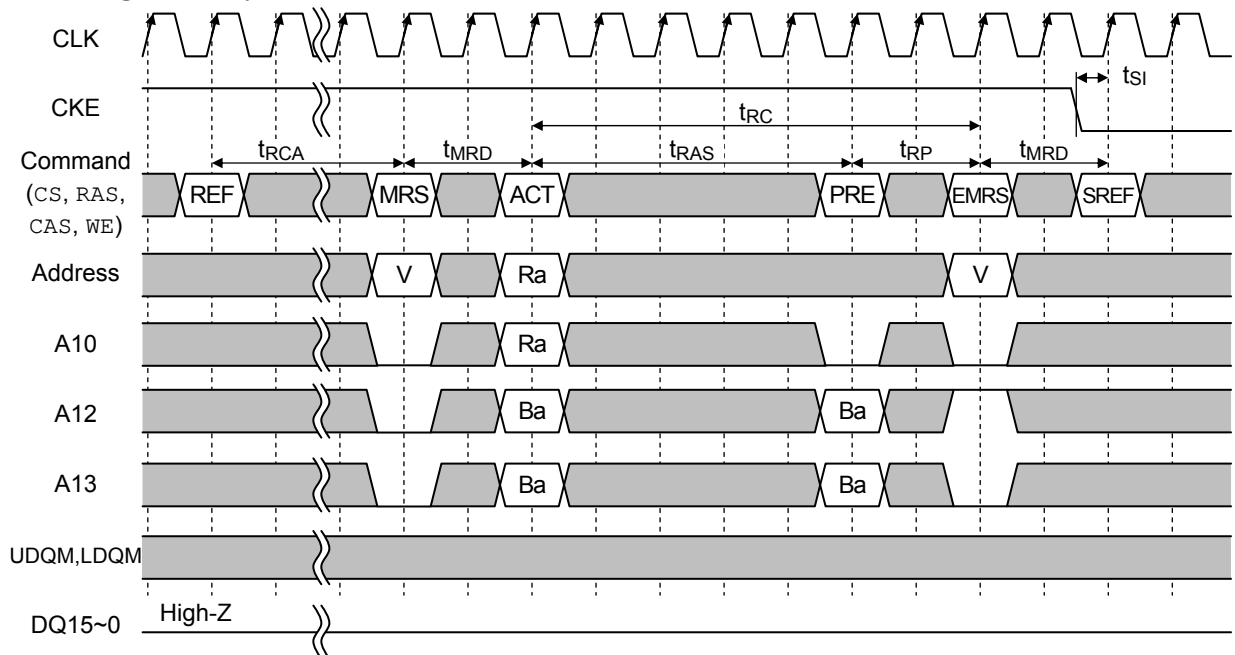 CLK
CKE
tSI
tRC
Command
(CS, RAS,
CAS, WE)
tRCA tMRD tRAS tRP tMRD
REF MRS ACT PRE EMRS SREF
Address V Ra V
A10 Ra
A12 Ba Ba
A13 Ba Ba
UDQM,LDQM
DQ15~0 High-Z